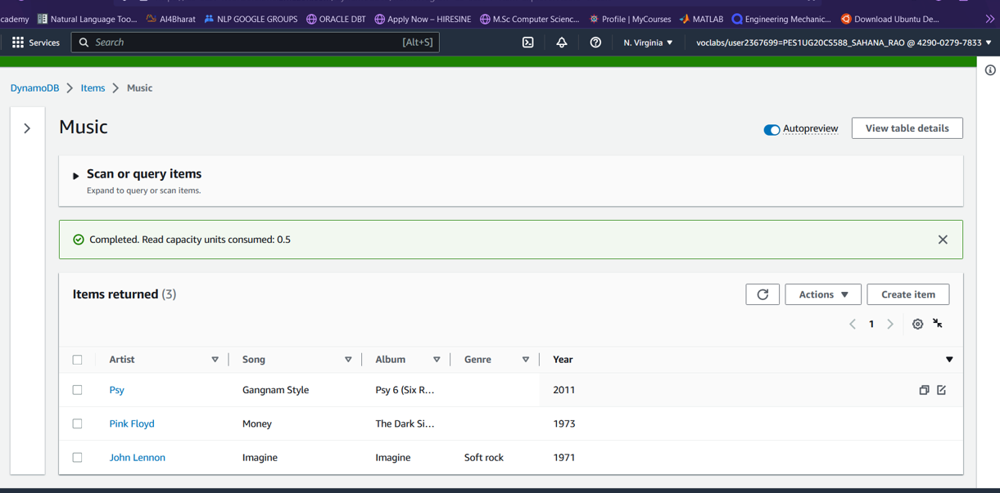 cademy Natural Language Too... AI4Bharat NLP GOOGLE GROUPS ORACLE DBT Apply Now – HIRESINE M.Sc Computer Scienc... Profile | MyCourses MATLAB Engineering Mechanic... Download Ubuntu De...
Services Search [Alt+S] N. Virginia voclabs/user2367699=PES1UG20CS588_SAHANA_RAO @ 4290-0279-7833
DynamoDB Items Music
Music
Autopreview View table details
Scan or query items
Expand to query or scan items.
Completed. Read capacity units consumed: 0.5
Items returned (3) Actions Create item
1
Artist Song Album Genre Year
Psy Gangnam Style Psy 6 (Six R... 2011
Pink Floyd Money The Dark Si... 1973
John Lennon Imagine Imagine Soft rock 1971